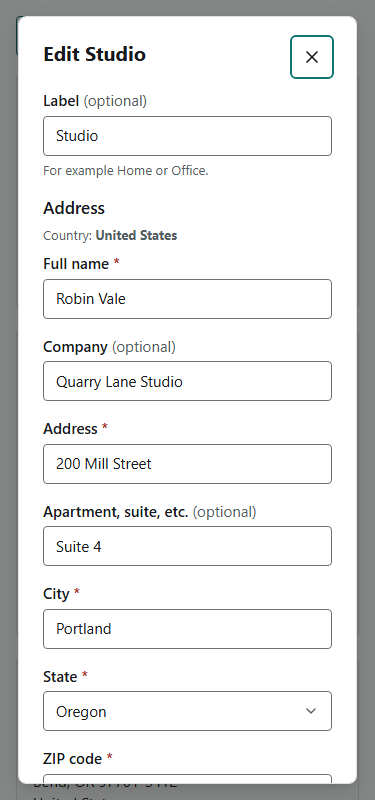 Edit Studio
Label (optional)
Studio
For example Home or Office.
Address
Country: United States
Full name *
Robin Vale
Company (optional)
Quarry Lane Studio
Address *
200 Mill Street
Apartment, suite, etc. (optional)
Suite 4
City *
Portland
State *
Oregon
ZIP code *